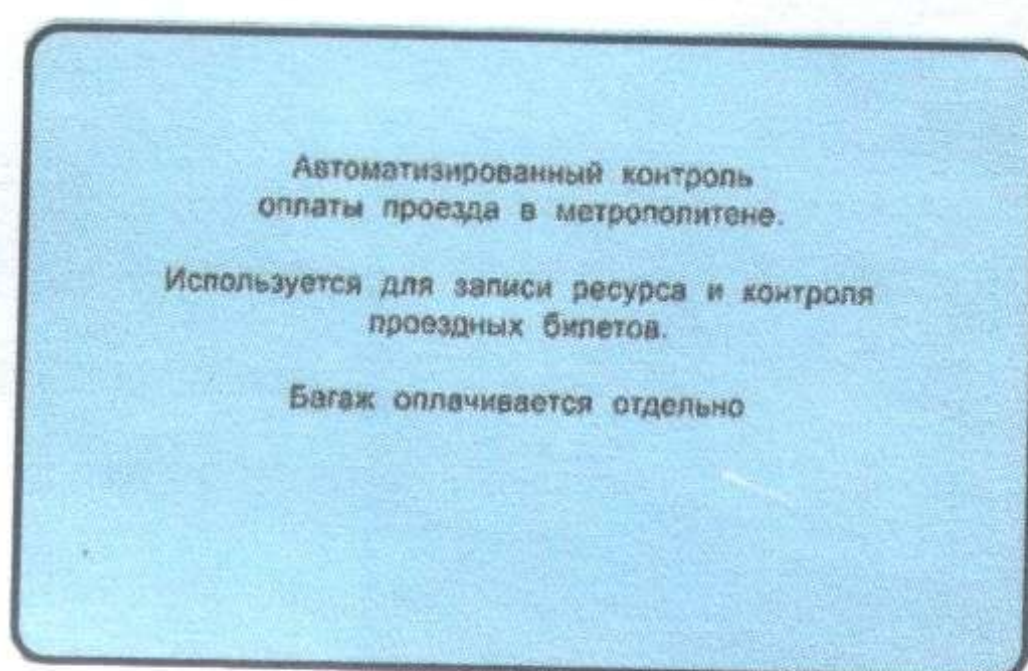 Автоматизированный контроль
оплаты проезда в метрополитене.
Используется для записи ресурса и контроля
проездных билетов.
Багаж оплачивается отдельно